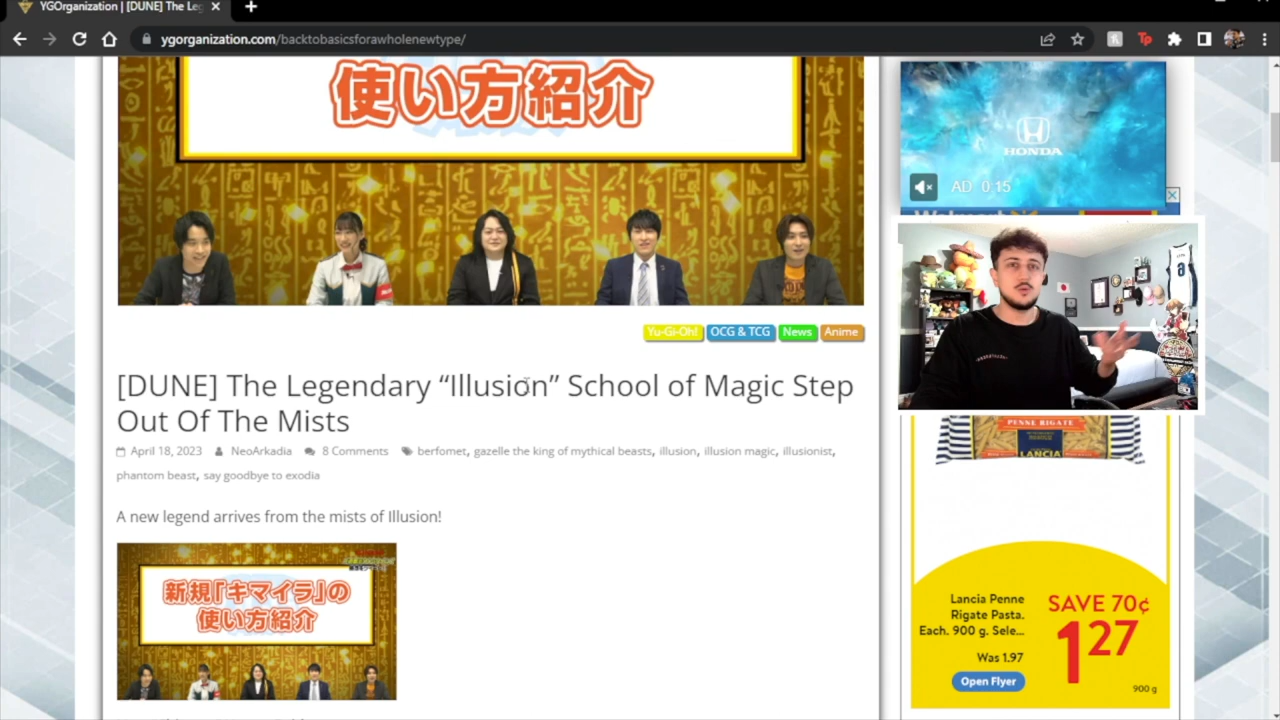 YGOrganization | [DUNE] The Leg
ygorganization.com/backtobasicsforawholenewtype/
使い方紹介
HONDA
AD 0:15
Yu-Gi-Oh! OCG & TCG News Anime
[DUNE] The Legendary “Illusion” School of Magic Step
Out Of The Mists
April 18, 2023 NeoArkadia 8 Comments berfomet, gazelle the king of mythical beasts, illusion, illusion magic, illusionist,
phantom beast, say goodbye to exodia
A new legend arrives from the mists of Illusion!
新規「キマイラ」の
使い方紹介
PENNE RIGATE
LANCIA
Lancia Penne
Rigate Pasta.
Each. 900 g. Sele...
Was 1.97
Open Flyer
SAVE 70¢
127
900 g